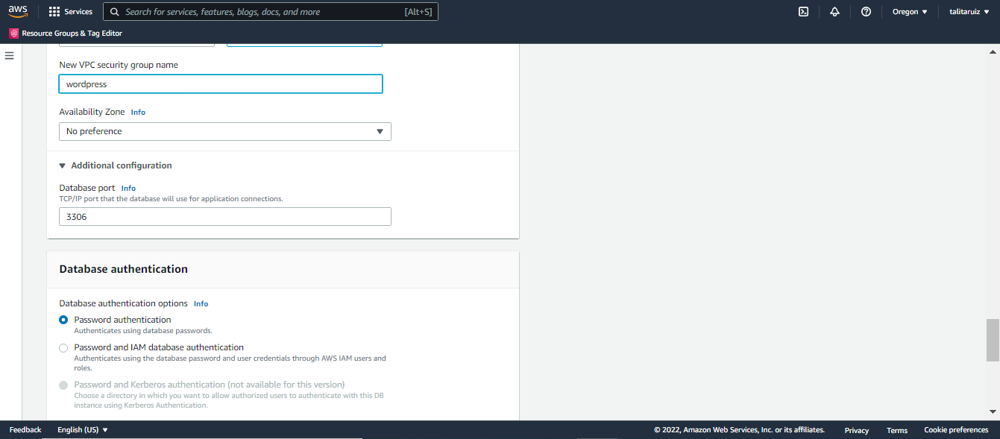 aws Services Search for services, features, blogs, docs, and more [Alt+S] Oregon ▼ talitaruiz ▼
Resource Groups & Tag Editor
New VPC security group name
wordpress
Availability Zone Info
No preference
Additional configuration
Database port Info
TCP/IP port that the database will use for application connections.
3306
Database authentication
Database authentication options Info
Password authentication
Authenticates using database passwords.
Password and IAM database authentication
Authenticates using the database password and user credentials through AWS IAM users and
roles.
Password and Kerberos authentication (not available for this version)
Choose a directory in which you want to allow authorized users to authenticate with this DB
instance using Kerberos Authentication.
Feedback English (US) ▼ © 2022, Amazon Web Services, Inc. or its affiliates. Privacy Terms Cookie preferences